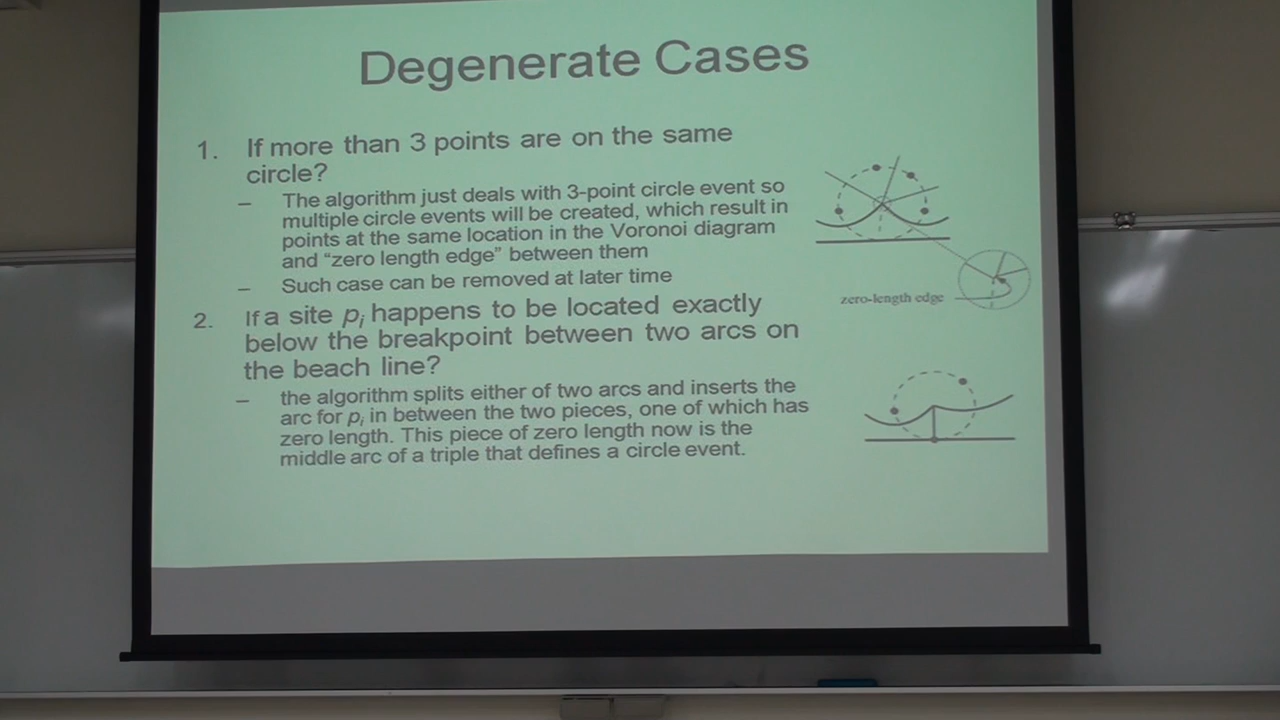 Degenerate Cases
1. If more than 3 points are on the same
circle?
– The algorithm just deals with 3-point circle event so
multiple circle events will be created, which result in
points at the same location in the Voronoi diagram
and “zero length edge” between them
– Such case can be removed at later time
zero-length edge
2. If a site pi happens to be located exactly
below the breakpoint between two arcs on
the beach line?
– the algorithm splits either of two arcs and inserts the
arc for pi in between the two pieces, one of which has
zero length. This piece of zero length now is the
middle arc of a triple that defines a circle event.